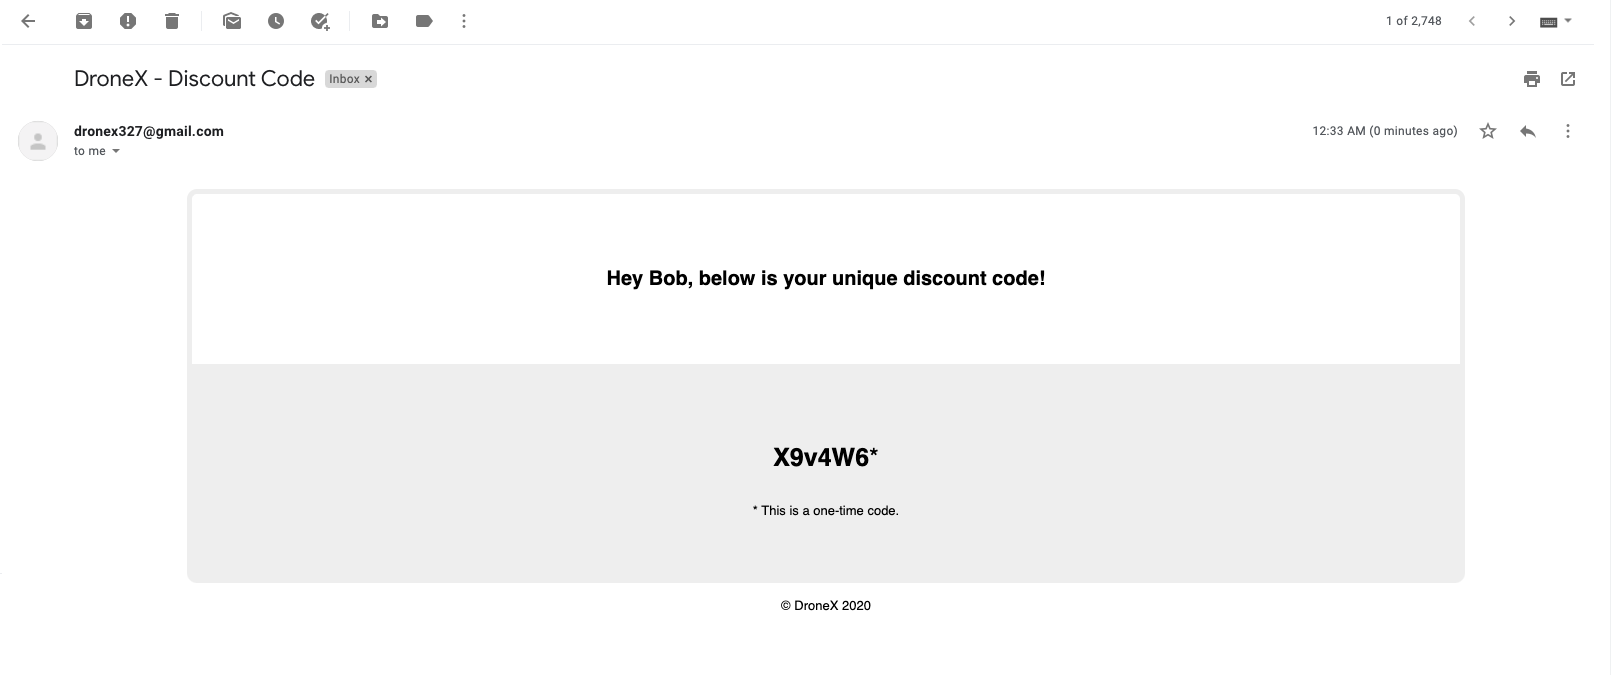 1 of 2,748
DroneX - Discount Code Inbox x
dronex327@gmail.com 12:33 AM (0 minutes ago)
to me
Hey Bob, below is your unique discount code!
X9v4W6*
* This is a one-time code.
© DroneX 2020